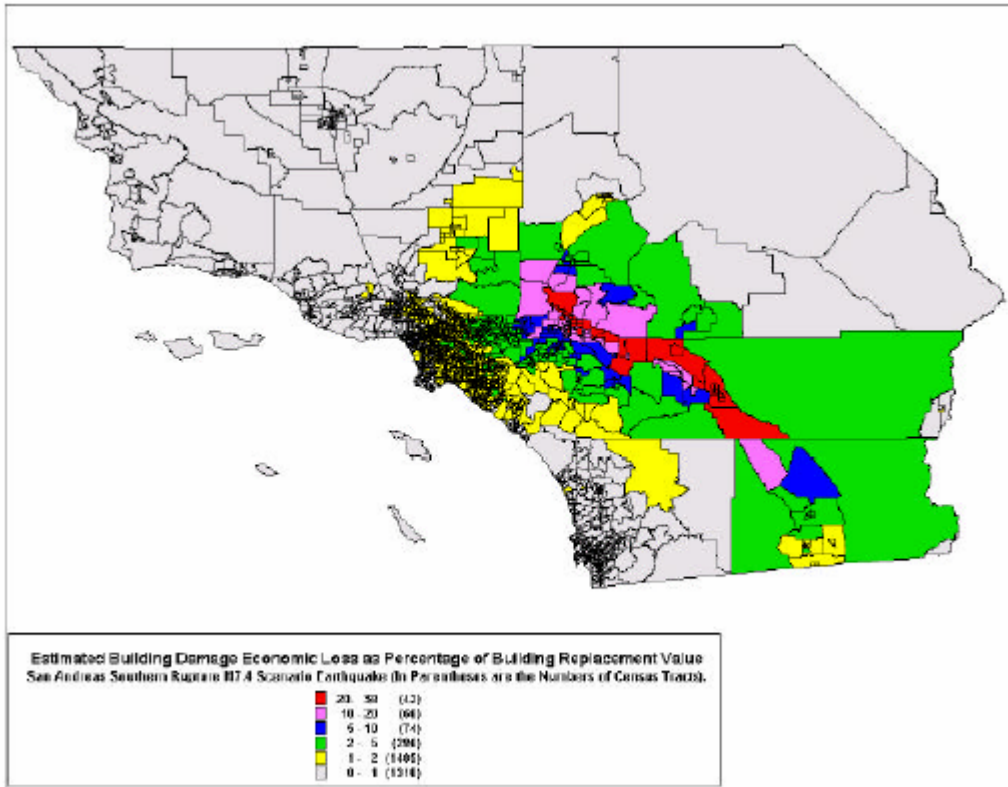 Estimated Building Damage Economic Loss as Percentage of Building Replacement Value
San Andreas Southern Rupture M7.4 Scenario Earthquake (In Parentheses are the Numbers of Census Tracts).
20 - 
10 - 20
5 - 10 (74)
2 - 5
1 - 2 (1405)
0 - 1